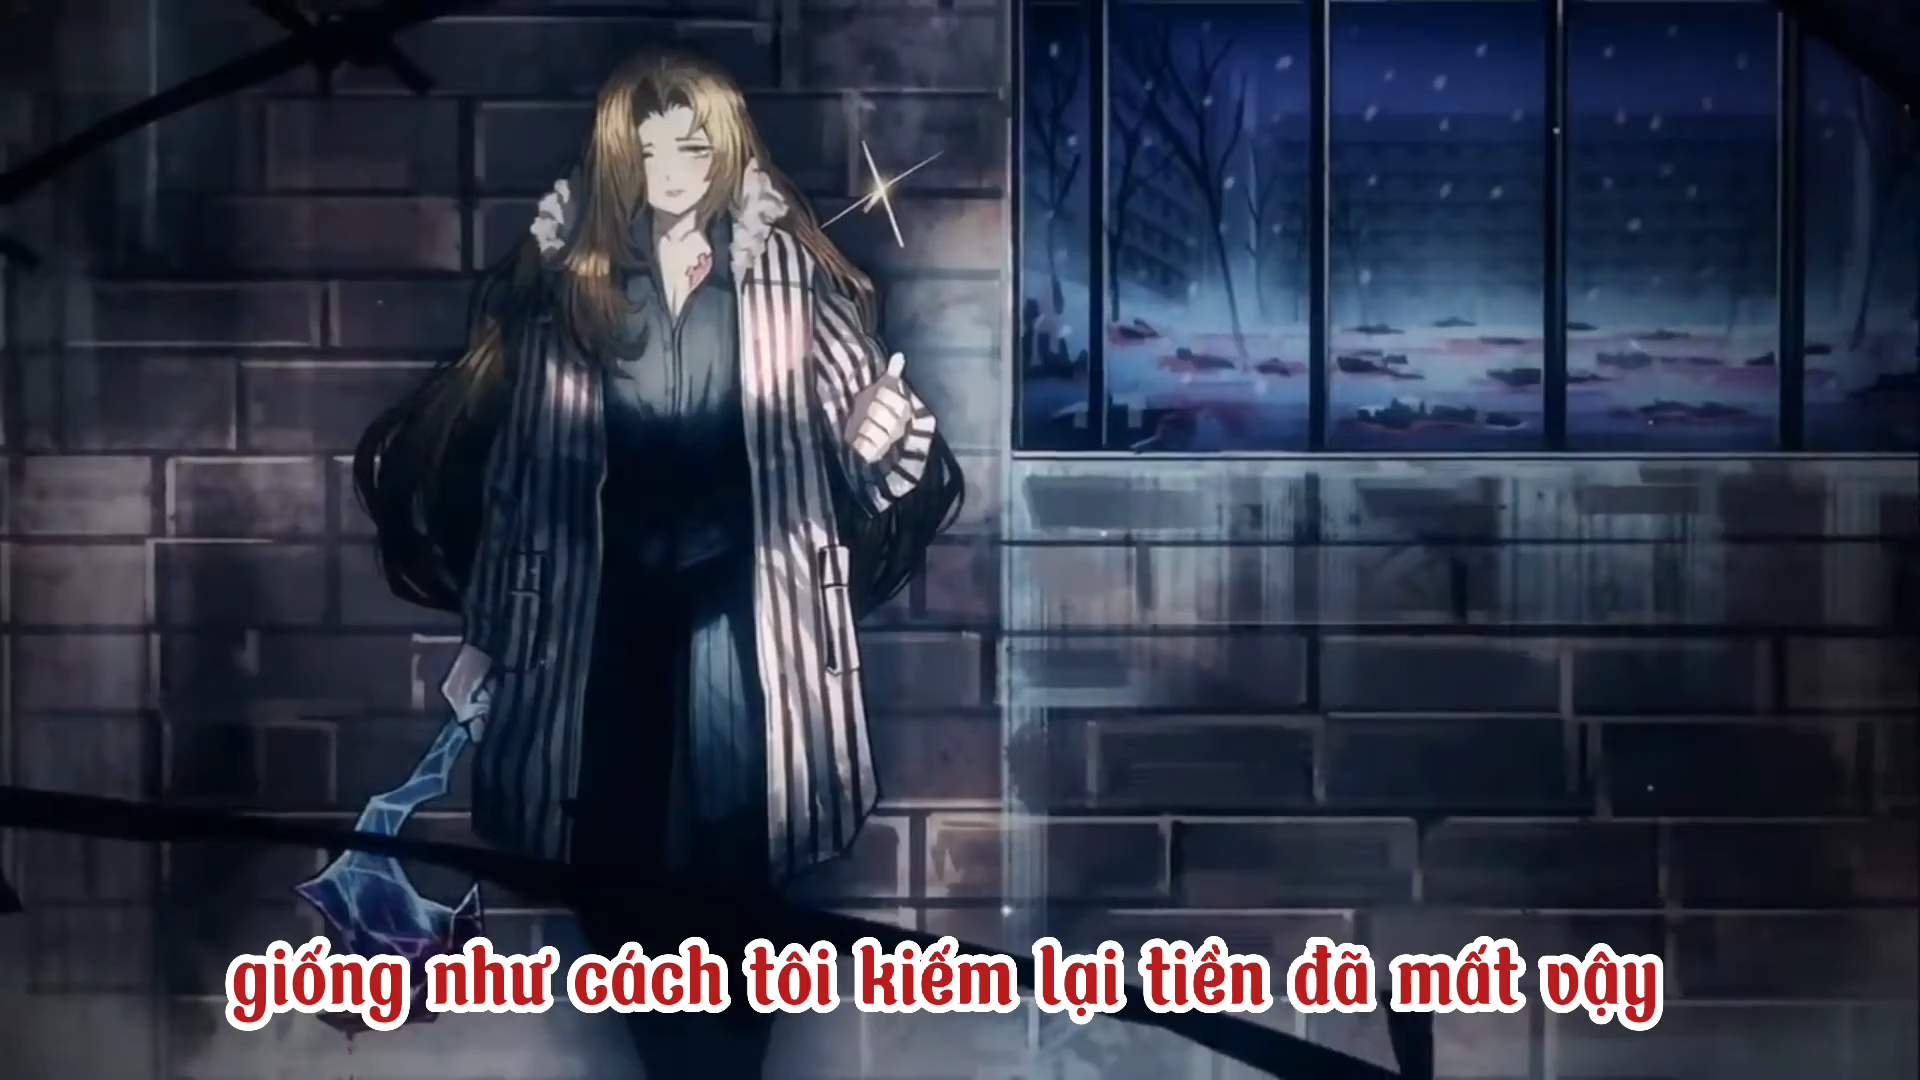 giống như cách tôi kiếm lại tiền đã mất vậy